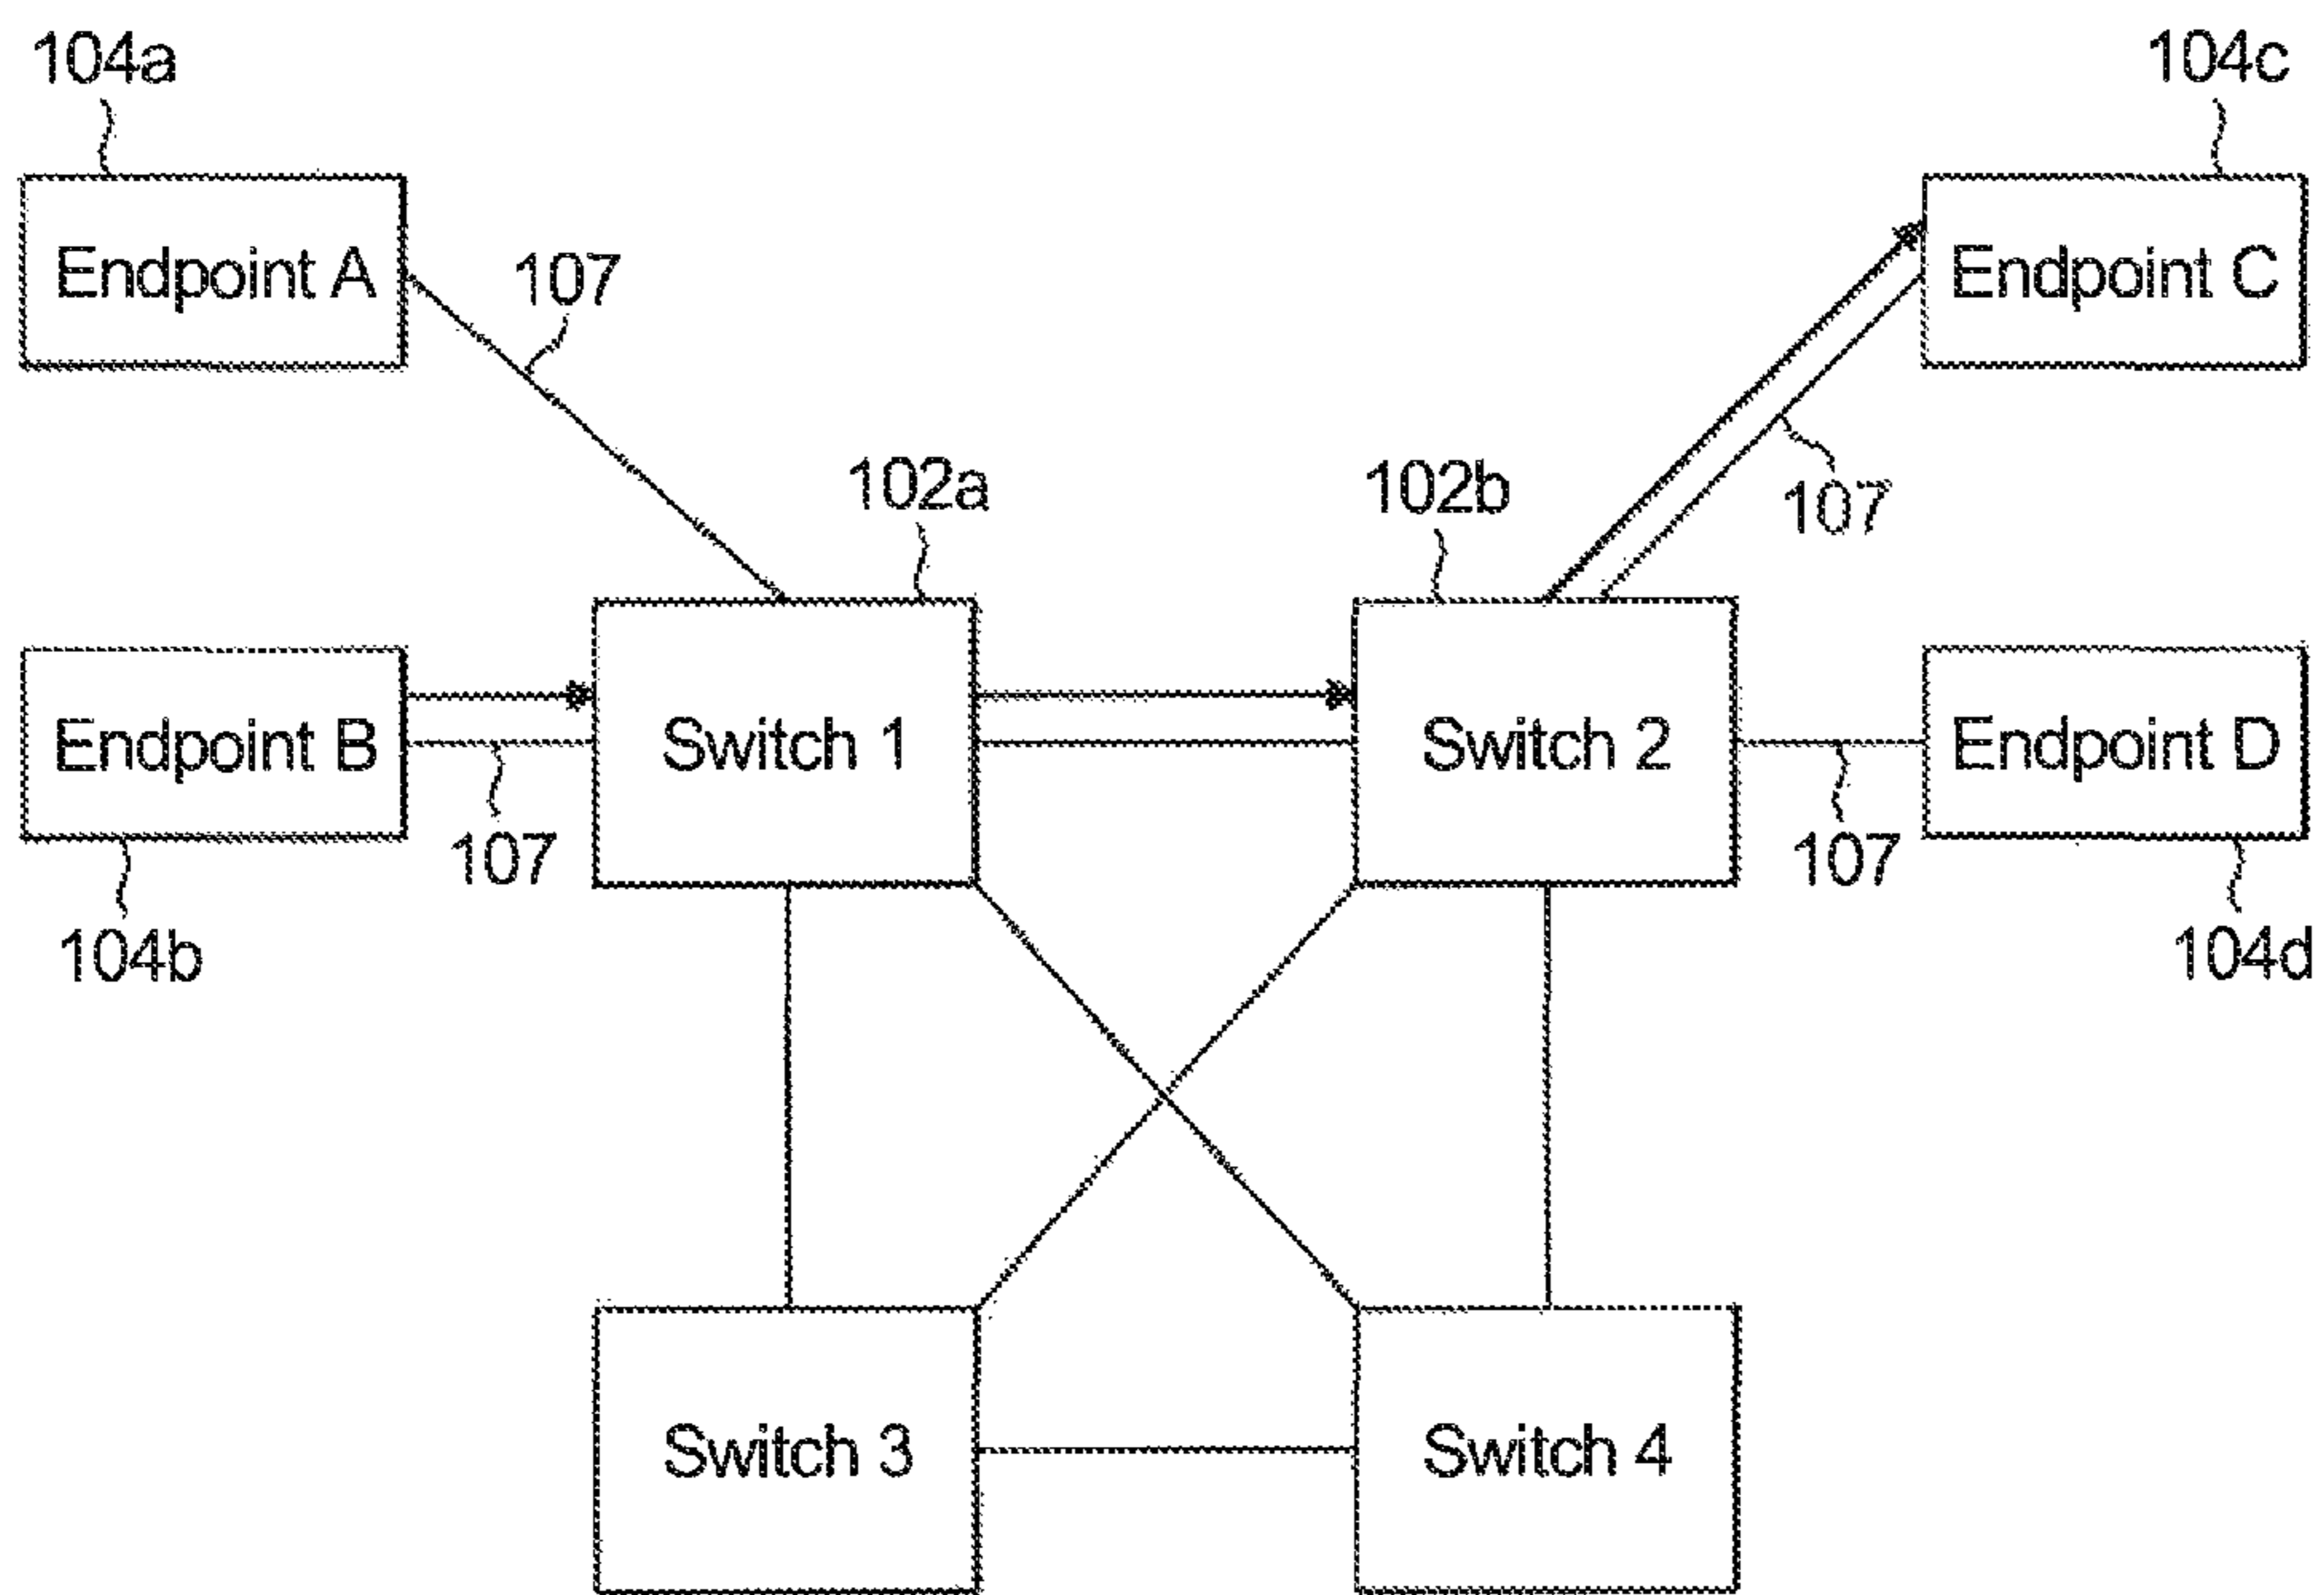 104a
104c
Endpoint A
107
Endpoint C
102a
102b
107
Endpoint B
Switch 1
Switch 2
Endpoint D
107
107
104b
104d
Switch 3
Switch 4